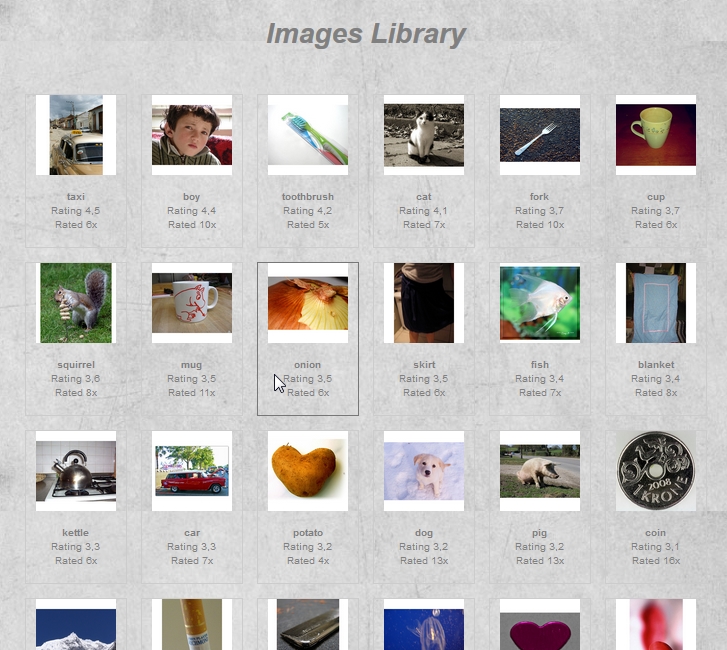 Images Library
taxi
Rating 4,5
Rated 6x
boy
Rating 4,4
Rated 10x
toothbrush
Rating 4,2
Rated 5x
cat
Rating 4,1
Rated 7x
fork
Rating 3,7
Rated 10x
cup
Rating 3,7
Rated 6x
squirrel
Rating 3,6
Rated 8x
mug
Rating 3,5
Rated 11x
onion
Rating 3,5
Rated 6x
skirt
Rating 3,5
Rated 6x
fish
Rating 3,4
Rated 7x
blanket
Rating 3,4
Rated 8x
kettle
Rating 3,3
Rated 6x
car
Rating 3,3
Rated 7x
potato
Rating 3,2
Rated 4x
dog
Rating 3,2
Rated 13x
pig
Rating 3,2
Rated 13x
2008
1 KRONE
coin
Rating 3,1
Rated 16x